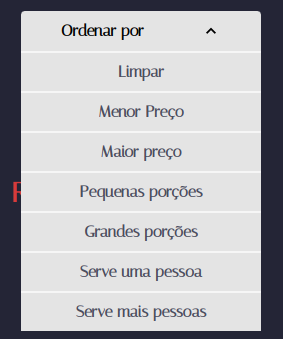 Ordenar por
Limpar
Menor Preço
Maior preço
Pequenas porções
Grandes porções
Serve uma pessoa
Serve mais pessoas